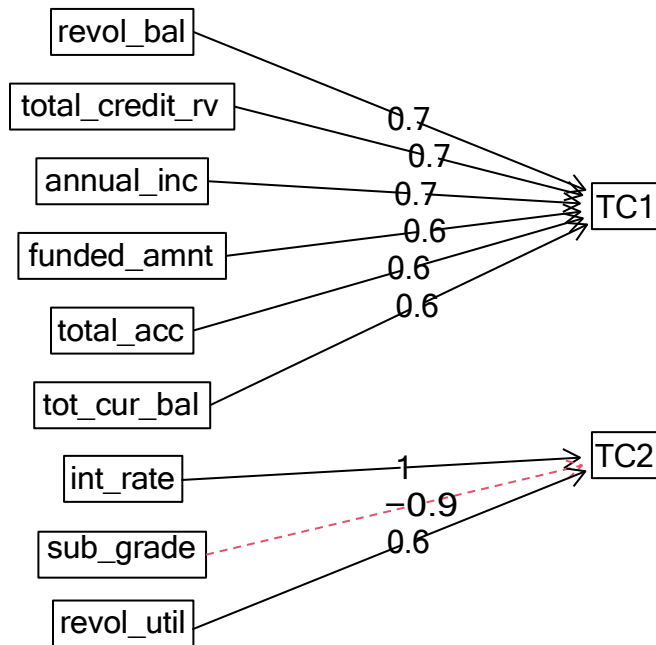 revol_bal
total_credit_rv
annual_inc
funded_amnt
total_acc
tot_cur_bal
int_rate
sub_grade
revol_util
0.7
0.7
0.7
0.6
0.6
0.6
1
−0.9
0.6
TC1
TC2